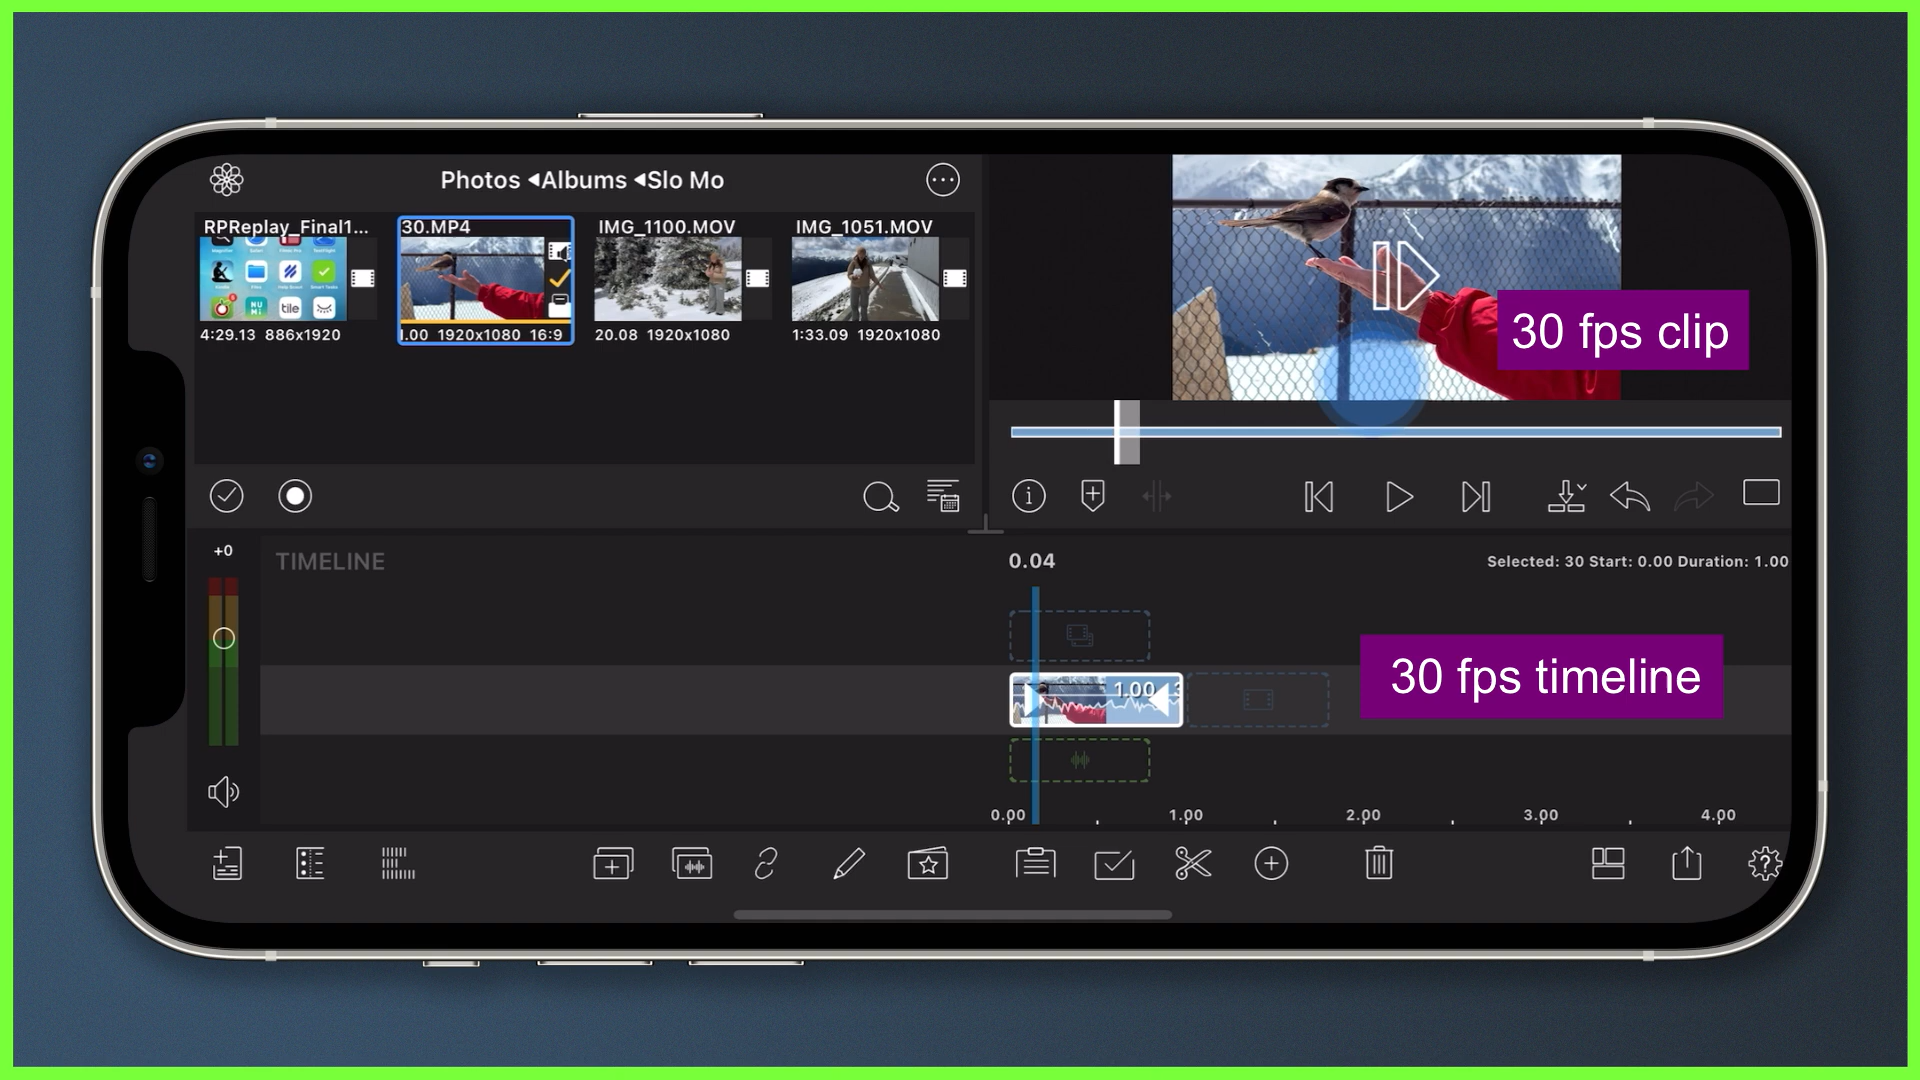 Photos ◂Albums ◂Slo Mo
RPReplay_Final1...
30.MP4
IMG_1100.MOV
IMG_1051.MOV
tile
4:29.13 886x1920
1.00 1920x1080 16:9
20.08 1920x1080
1:33.09 1920x1080
30 fps clip
+0
TIMELINE
0.04
Selected: 30 Start: 0.00 Duration: 1.00
1.00
30 fps timeline
0.00
1.00
2.00
3.00
4.00